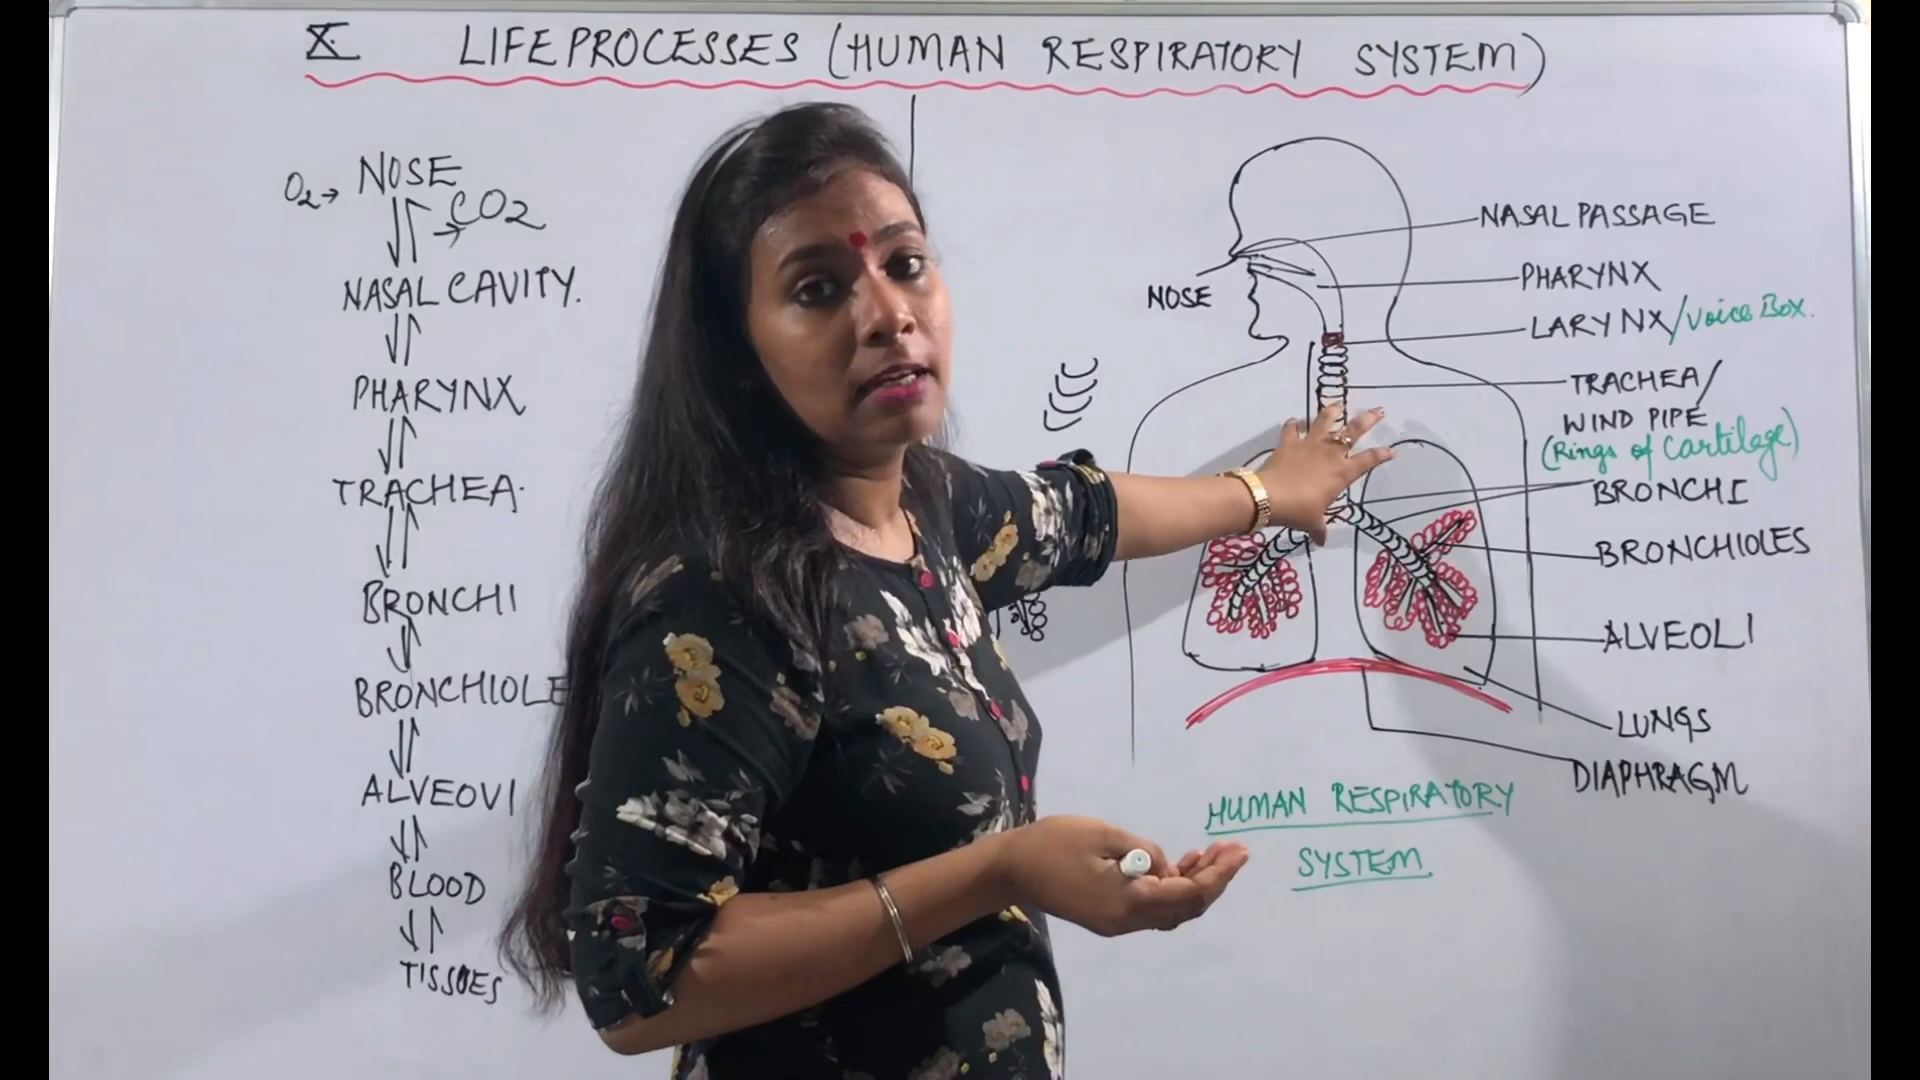 X LIFE PROCESSES (HUMAN RESPIRATORY SYSTEM)
O2→ NOSE
→CO2
NASAL CAVITY.
PHARYNX
TRACHEA.
BRONCHI
BRONCHIOLE
ALVEOVI
BLOOD
TISSUES
NOSE
NASAL PASSAGE
PHARYNX
LARYNX/Voice Box.
TRACHEA/
WIND PIPE
(Rings of Cartilage)
BRONCHI
BRONCHIOLES
ALVEOLI
LUNGS
DIAPHRAGM
HUMAN RESPIRATORY
SYSTEM.